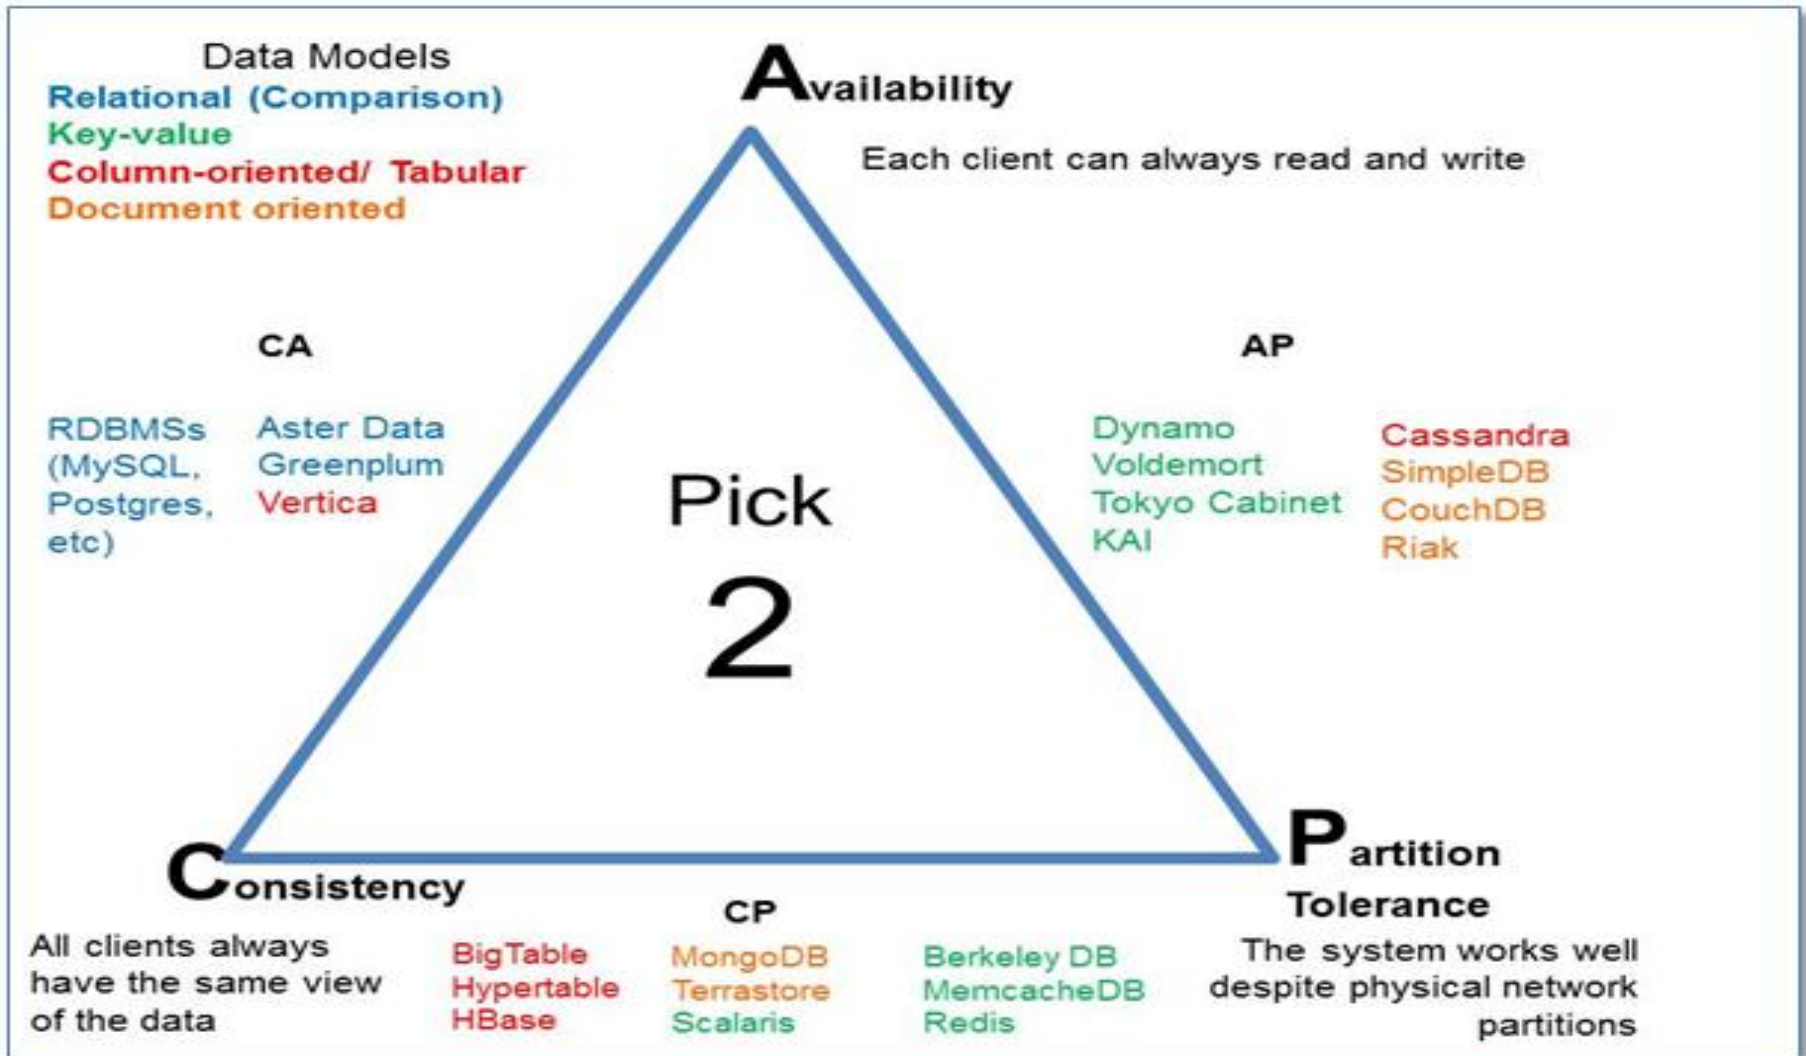 Data Models
Relational (Comparison)
Key-value
Column-oriented/ Tabular
Document oriented
Availability
Each client can always read and write
CA
RDBMSs
(MySQL,
Postgres,
etc)
Aster Data
Greenplum
Vertica
Pick
2
AP
Dynamo
Voldemort
Tokyo Cabinet
KAI
Cassandra
SimpleDB
CouchDB
Riak
Consistency
All clients always
have the same view
of the data
CP
BigTable
Hypertable
HBase
MongoDB
Terrastore
Scalaris
Berkeley DB
MemcacheDB
Redis
Partition
Tolerance
The system works well
despite physical network
partitions